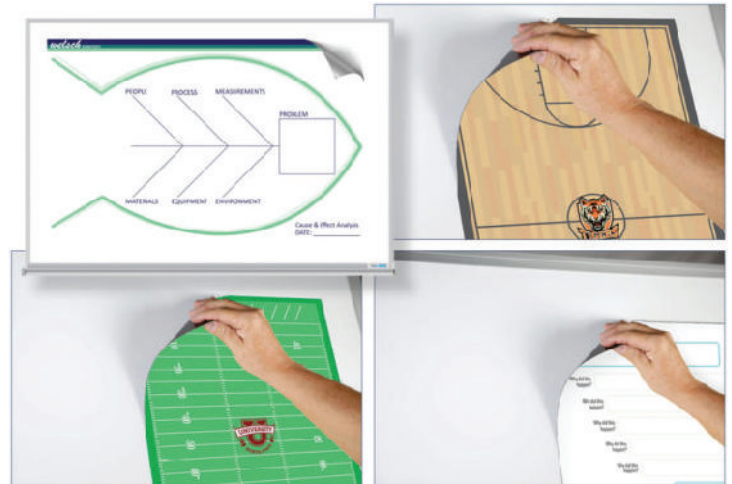 welsch
PEOPLE PROCESS MEASUREMENTS
PROBLEM
MATERIALS EQUIPMENT ENVIRONMENT
Cause & Effect Analysis
DATE:
TIGERS
UNIVERSITY
Why did this
happen?
Why did this
happen?
Why did this
happen?
Why did this
happen?
Why did this
happen?